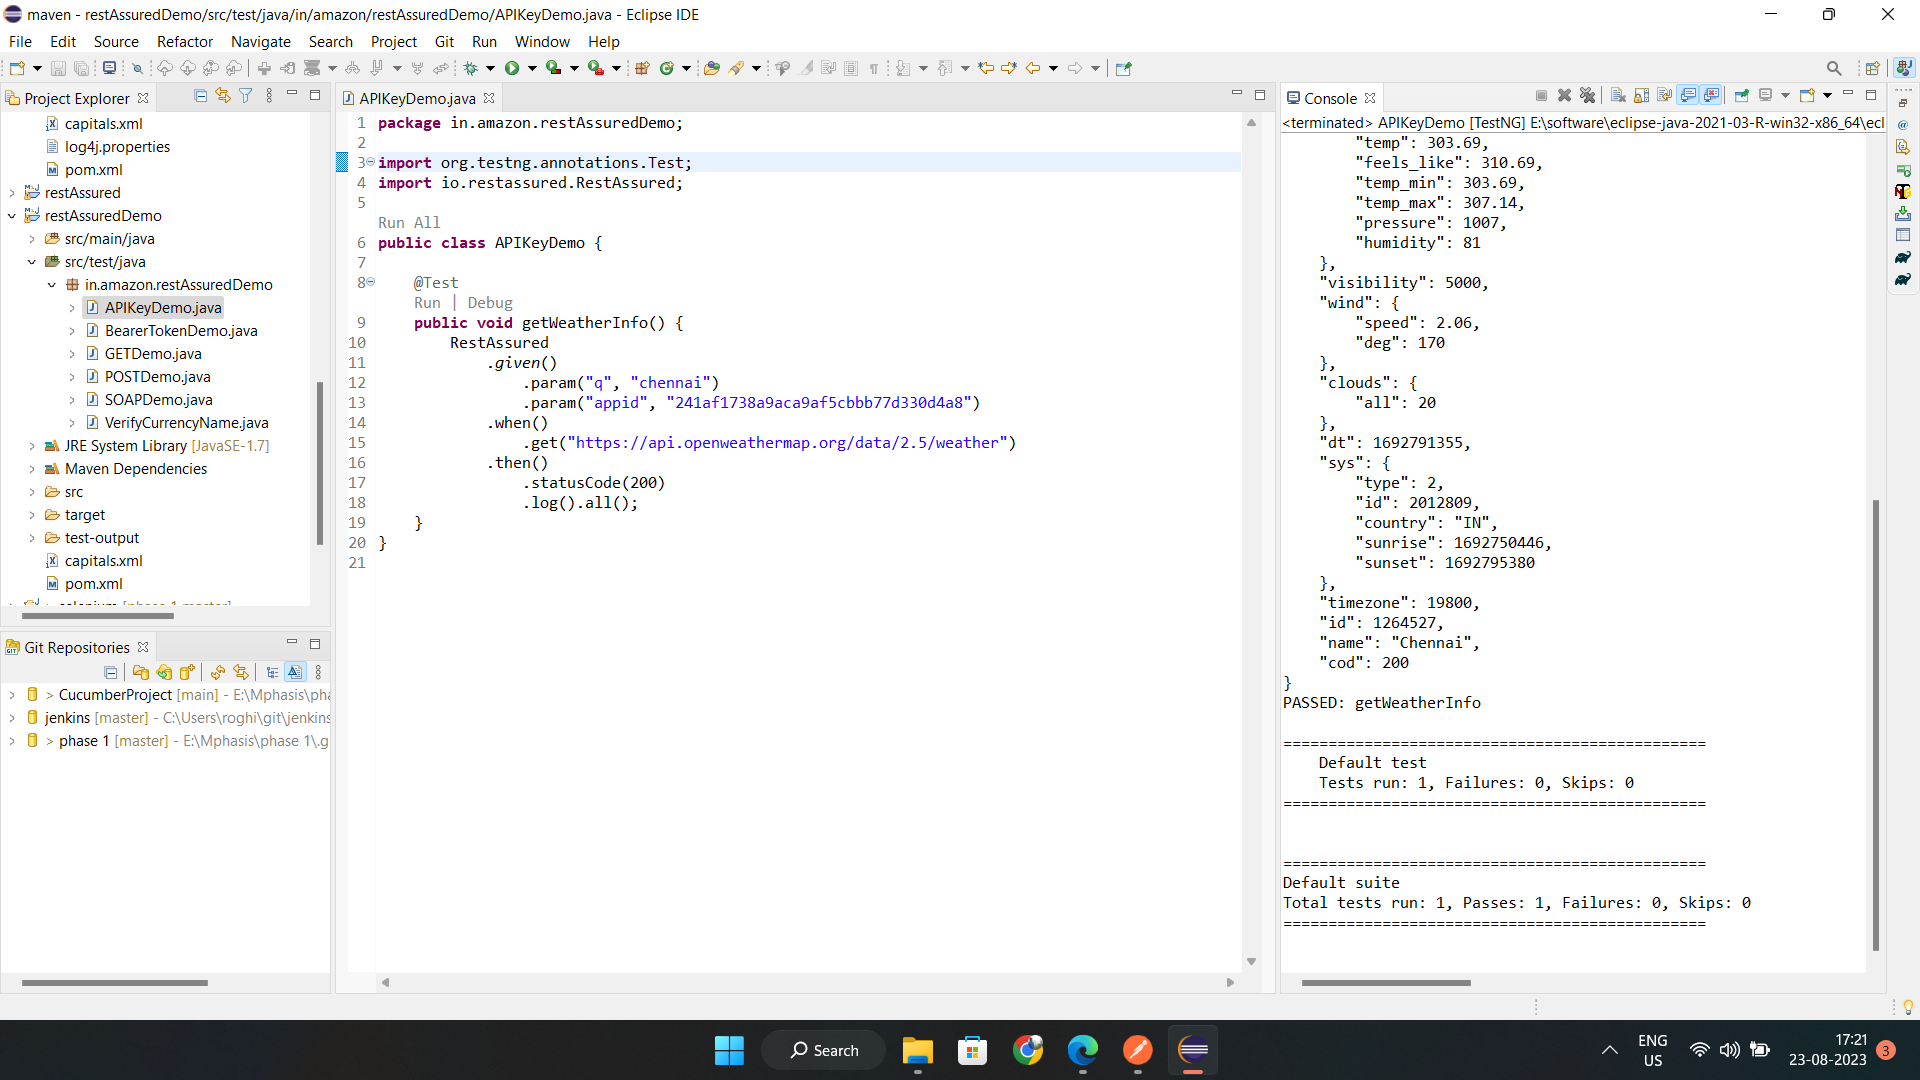 maven - restAssuredDemo/src/test/java/in/amazon/restAssuredDemo/APIKeyDemo.java - Eclipse IDE
File Edit Source Refactor Navigate Search Project Git Run Window Help
Project Explorer
capitals.xml
log4j.properties
pom.xml
restAssured
restAssuredDemo
src/main/java
src/test/java
in.amazon.restAssuredDemo
APIKeyDemo.java
BearerTokenDemo.java
GETDemo.java
POSTDemo.java
SOAPDemo.java
VerifyCurrencyName.java
JRE System Library [JavaSE-1.7]
Maven Dependencies
src
target
test-output
capitals.xml
pom.xml
Git Repositories
> CucumberProject [main] - E:\Mphasis\pha
jenkins [master] - C:\Users\roghi\git\jenkins
> phase 1 [master] - E:\Mphasis\phase 1\.g
APIKeyDemo.java
1 package in.amazon.restAssuredDemo;
2
3 import org.testng.annotations.Test;
4 import io.restassured.RestAssured;
5
Run All
6 public class APIKeyDemo {
7
8 @Test
Run | Debug
9 public void getWeatherInfo() {
10 RestAssured
11 .given()
12 .param("q", "chennai")
13 .param("appid", "241af1738a9aca9af5cbbb77d330d4a8")
14 .when()
15 .get("https://api.openweathermap.org/data/2.5/weather")
16 .then()
17 .statusCode(200)
18 .log().all();
19 }
20 }
21
Console
<terminated> APIKeyDemo [TestNG] E:\software\eclipse-java-2021-03-R-win32-x86_64\ecl
"temp": 303.69,
"feels_like": 310.69,
"temp_min": 303.69,
"temp_max": 307.14,
"pressure": 1007,
"humidity": 81
},
"visibility": 5000,
"wind": {
"speed": 2.06,
"deg": 170
},
"clouds": {
"all": 20
},
"dt": 1692791355,
"sys": {
"type": 2,
"id": 2012809,
"country": "IN",
"sunrise": 1692750446,
"sunset": 1692795380
},
"timezone": 19800,
"id": 1264527,
"name": "Chennai",
"cod": 200
}
PASSED: getWeatherInfo
===============================================
Default test
Tests run: 1, Failures: 0, Skips: 0
===============================================
===============================================
Default suite
Total tests run: 1, Passes: 1, Failures: 0, Skips: 0
===============================================
Search
ENG
US
17:21
23-08-2023
3